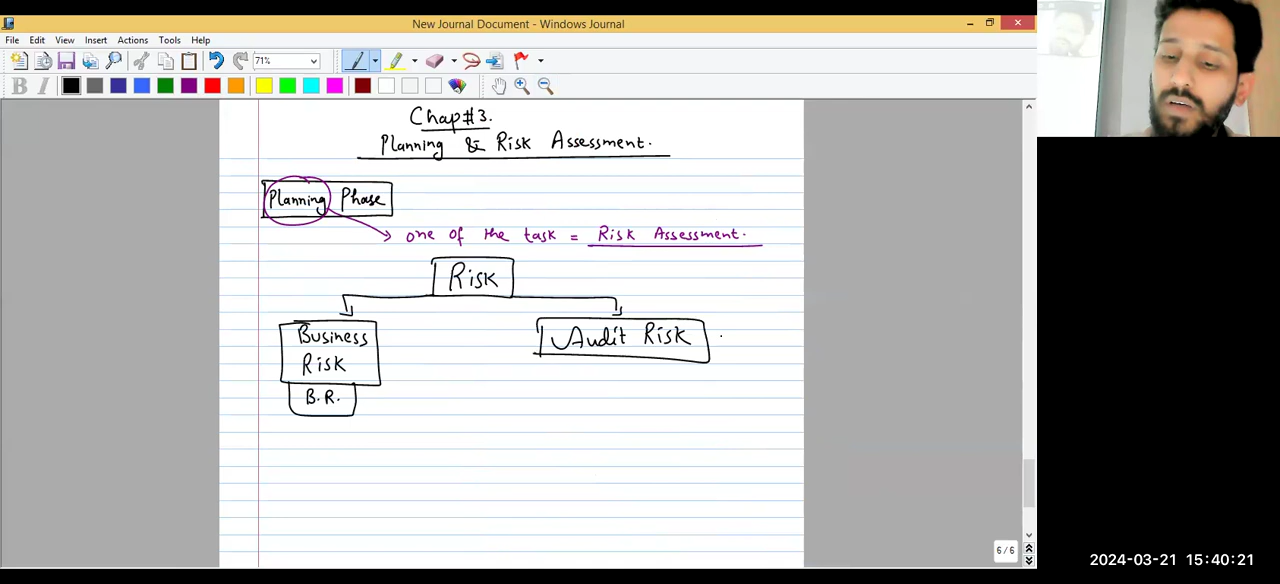 New Journal Document - Windows Journal
File Edit View Insert Actions Tools Help
71%
B I
Chap#3.
Planning & Risk Assessment.
Planning Phase
one of the task = Risk Assessment.
Risk
Business Risk
Audit Risk
B.R.
6/6
2024-03-21 15:40:21